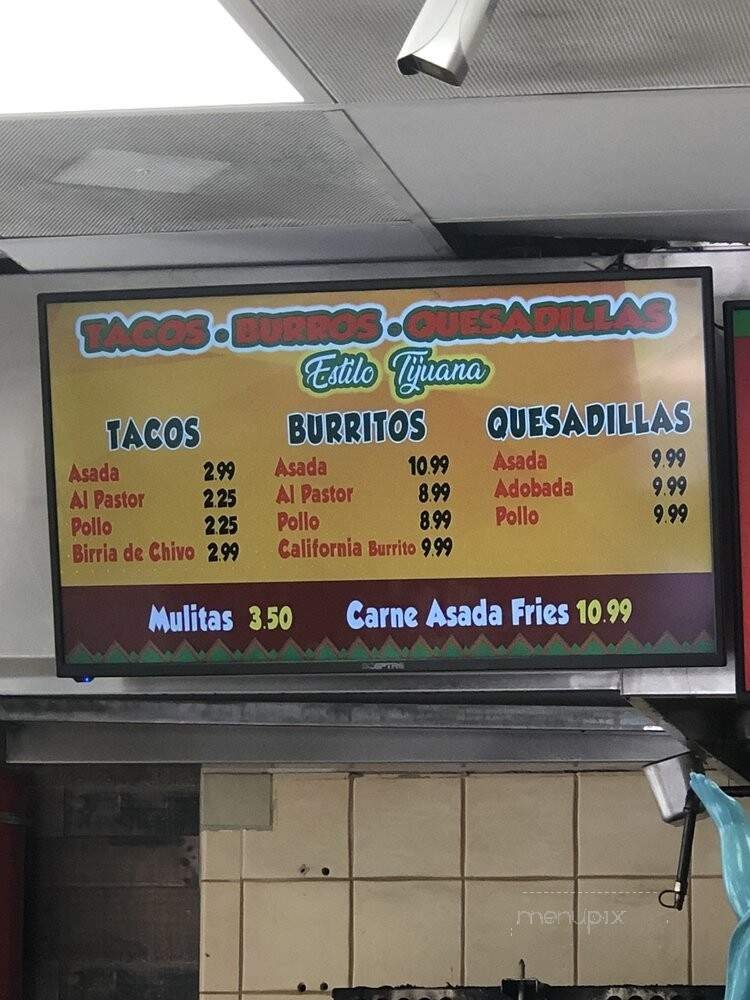 TACOS • BURROS • QUESADILLAS
Estilo Tijuana
TACOS
Asada 2.99
Al Pastor 2.25
Pollo 2.25
Birria de Chivo 2.99
BURRITOS
Asada 10.99
Al Pastor 8.99
Pollo 8.99
California Burrito 9.99
QUESADILLAS
Asada 9.99
Adobada 9.99
Pollo 9.99
Mulitas 3.50 Carne Asada Fries 10.99
SCEPTRE
menupix